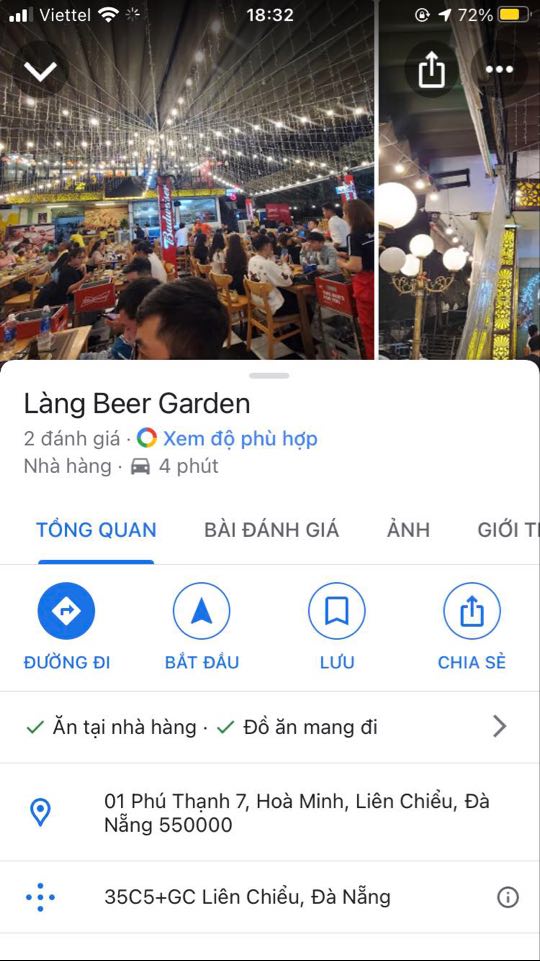 Viettel 18:32 72%
Budweiser
Làng Beer Garden
2 đánh giá · Xem độ phù hợp
Nhà hàng · 4 phút
TỔNG QUAN BÀI ĐÁNH GIÁ ẢNH GIỚI T
ĐƯỜNG ĐI BẮT ĐẦU LƯU CHIA SẺ
Ăn tại nhà hàng · Đồ ăn mang đi
01 Phú Thạnh 7, Hoà Minh, Liên Chiểu, Đà
Nẵng 550000
35C5+GC Liên Chiểu, Đà Nẵng